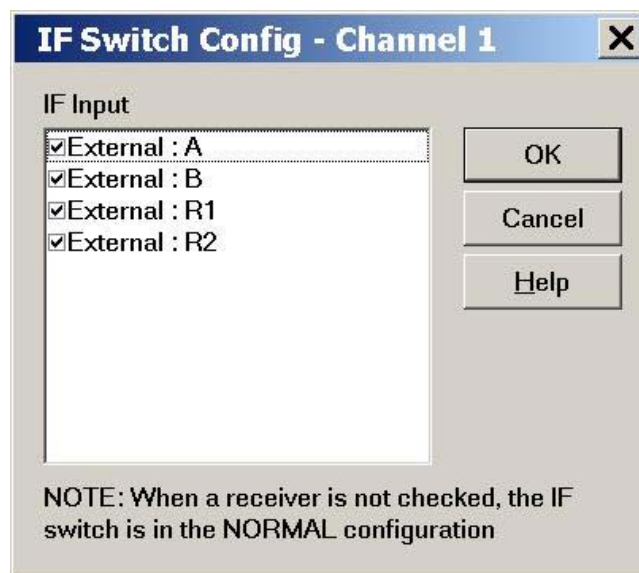 IF Switch Config - Channel 1
IF Input
External : A
External : B
External : R1
External : R2
OK
Cancel
Help
NOTE: When a receiver is not checked, the IF
switch is in the NORMAL configuration